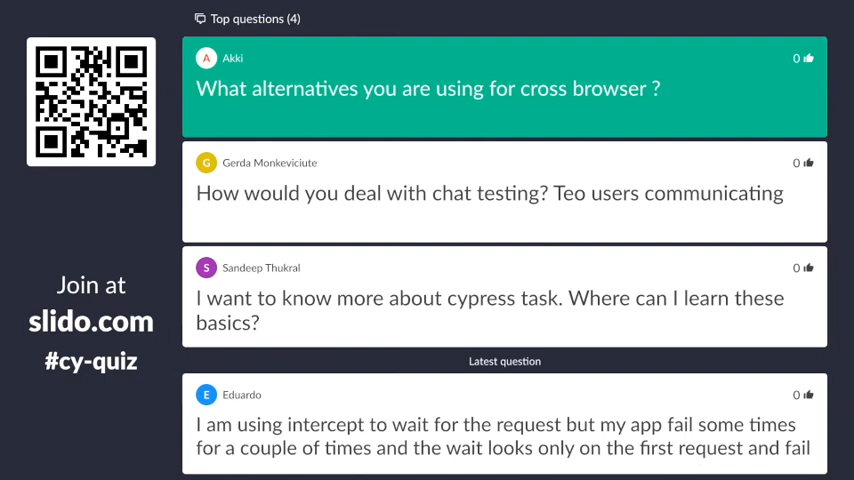 Top questions (4)
A
Akki
0
What alternatives you are using for cross browser ?
G
Gerda Monkeviciute
0
How would you deal with chat testing? Teo users communicating
S
Sandeep Thukral
0
I want to know more about cypress task. Where can I learn these
basics?
Join at
slido.com
#cy-quiz
Latest question
E
Eduardo
0
I am using intercept to wait for the request but my app fail some times
for a couple of times and the wait looks only on the first request and fail